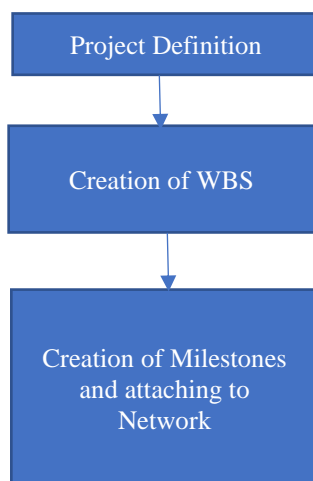 Project Definition
Creation of WBS
Creation of Milestones
and attaching to
Network